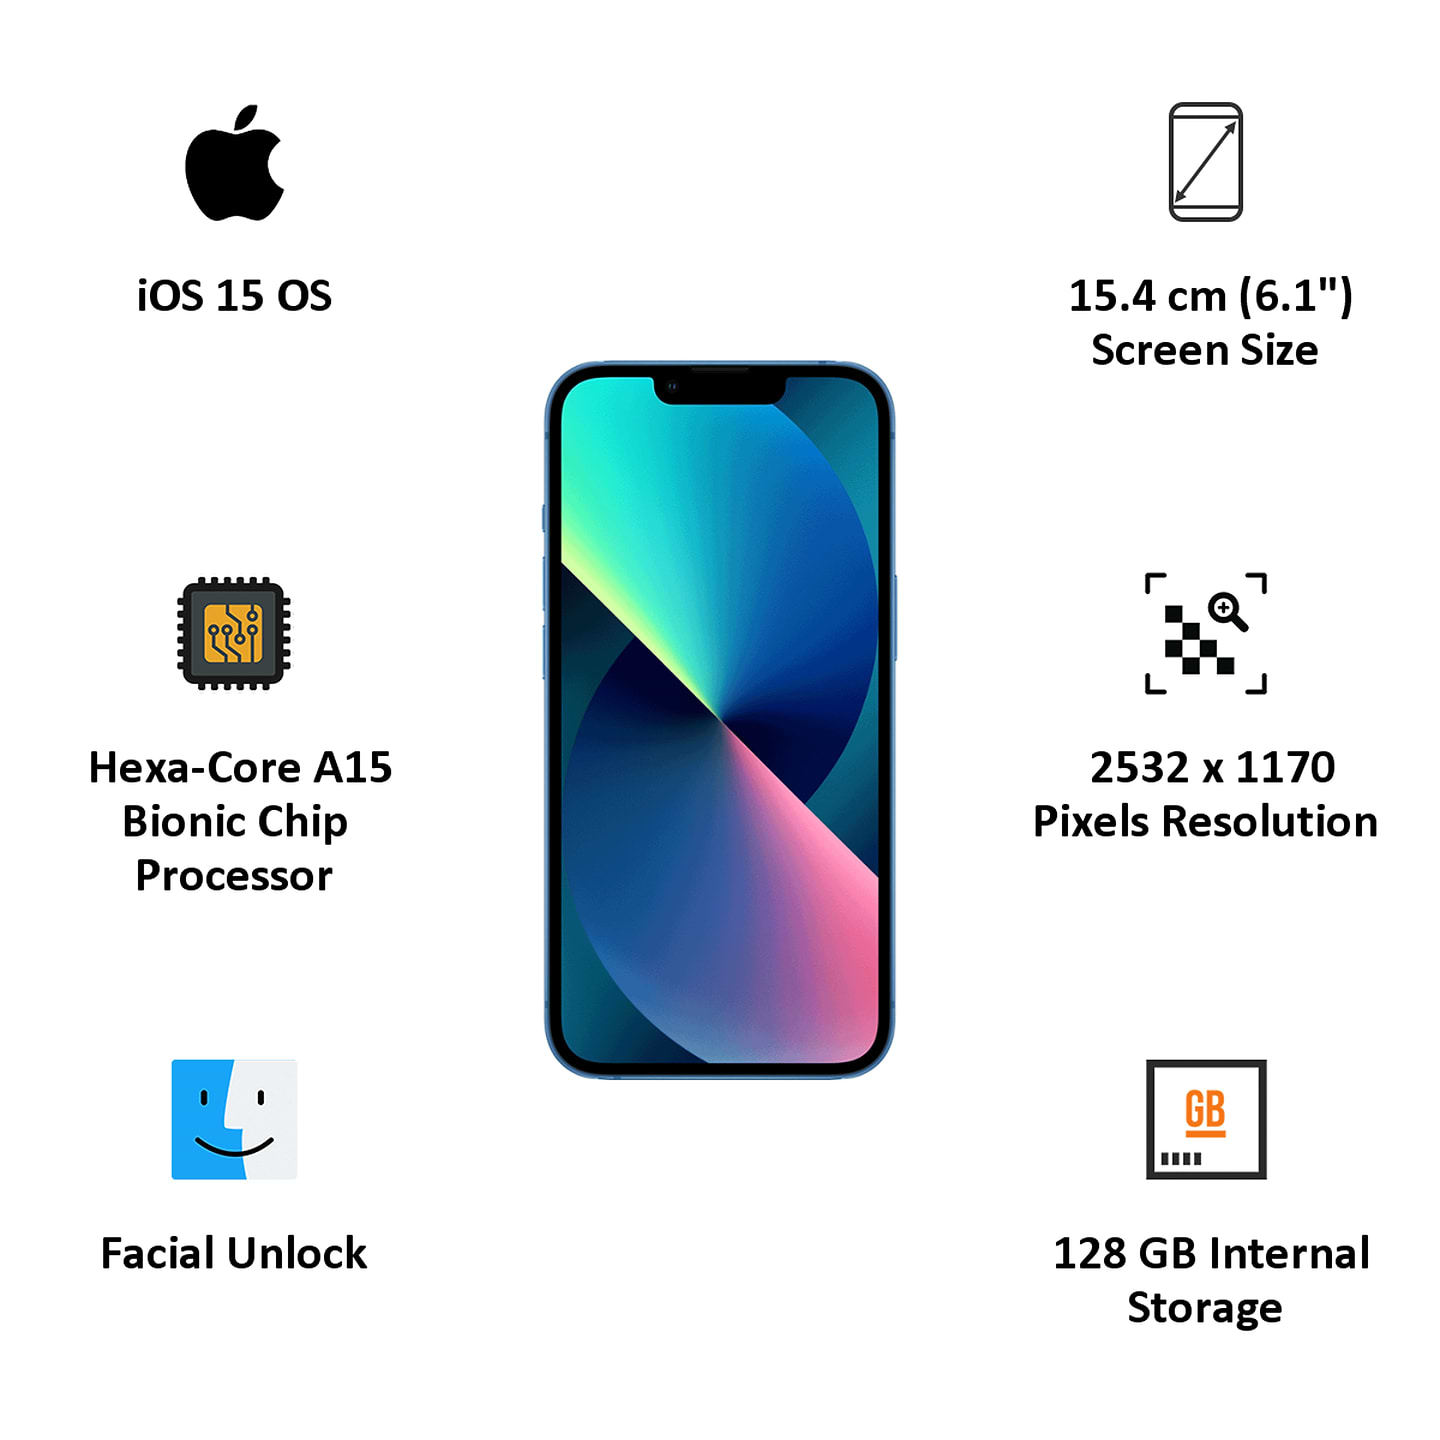 iOS 15 OS
15.4 cm (6.1")
Screen Size
Hexa-Core A15
Bionic Chip
Processor
2532 x 1170
Pixels Resolution
Facial Unlock
GB
128 GB Internal
Storage